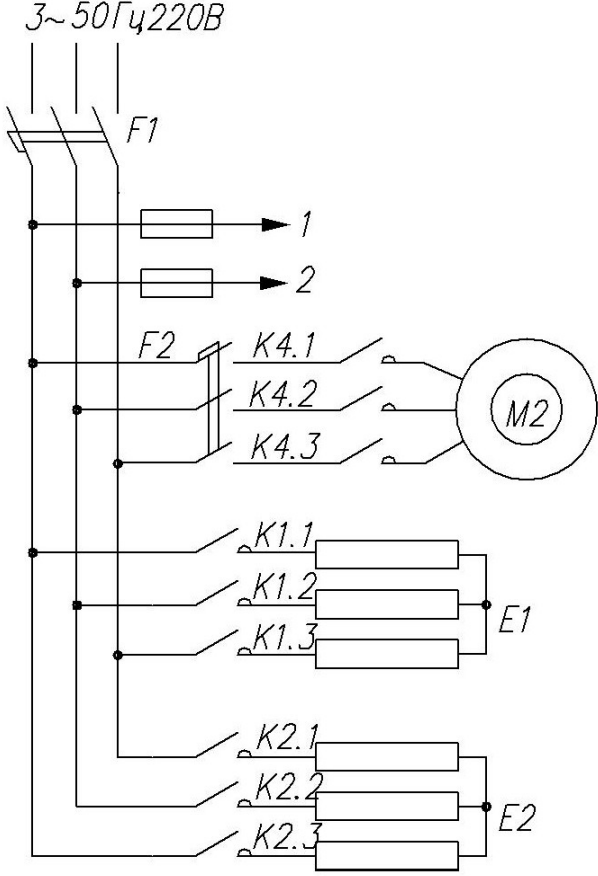 3~50Гц220В
F1
1
2
F2
K4.1
K4.2
M2
K4.3
K1.1
K1.2
E1
K1.3
K2.1
K2.2
E2
K2.3